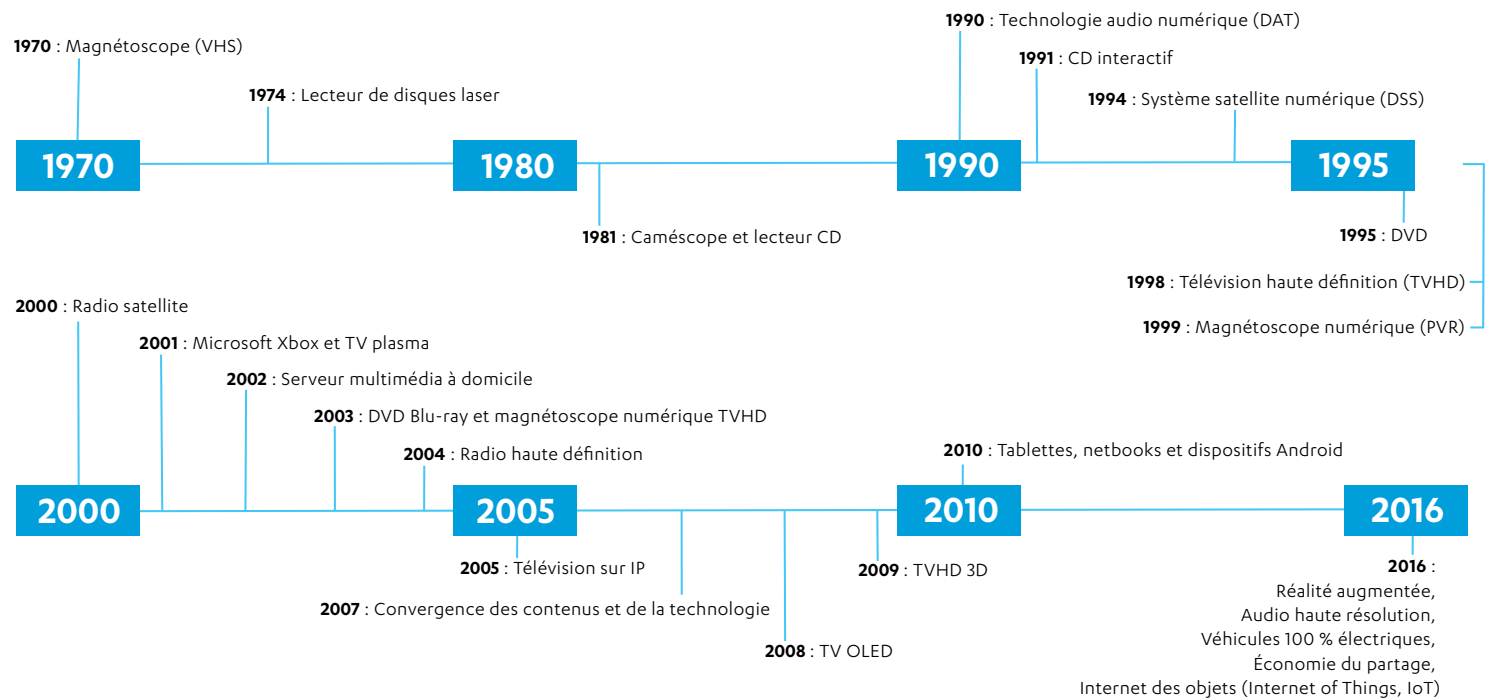 1990 : Technologie audio numérique (DAT)
1970 : Magnétoscope (VHS)
1991 : CD interactif
1974 : Lecteur de disques laser
1994 : Système satellite numérique (DSS)
1970
1980
1990
1995
1981 : Caméscope et lecteur CD
1995 : DVD
1998 : Télévision haute définition (TVHD)
1999 : Magnétoscope numérique (PVR)
2000 : Radio satellite
2001 : Microsoft Xbox et TV plasma
2002 : Serveur multimédia à domicile
2003 : DVD Blu-ray et magnétoscope numérique TVHD
2004 : Radio haute définition
2010 : Tablettes, netbooks et dispositifs Android
2000
2005
2010
2016
2005 : Télévision sur IP
2007 : Convergence des contenus et de la technologie
2008 : TV OLED
2009 : TVHD 3D
2016 :
Réalité augmentée,
Audio haute résolution,
Véhicules 100 % électriques,
Économie du partage,
Internet des objets (Internet of Things, IoT)